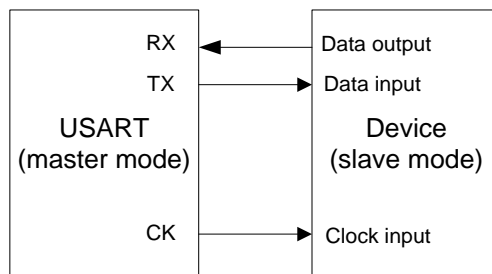 RX
Data output
TX
Data input
USART
(master mode)
Device
(slave mode)
CK
Clock input